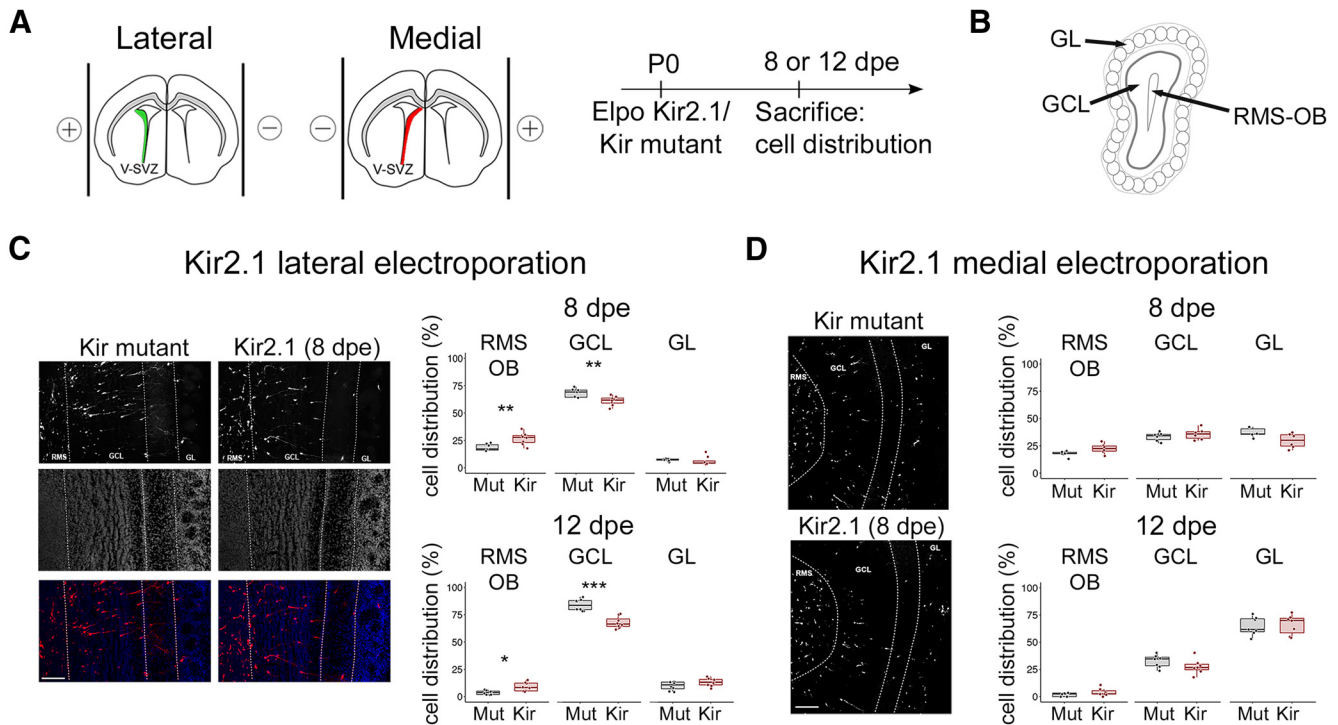 A
Lateral
Medial
+
−
−
+
V-SVZ
V-SVZ
P0
8 or 12 dpe
Elpo Kir2.1/
Kir mutant
Sacrifice:
cell distribution
B
GL
GCL
RMS-OB
C
Kir2.1 lateral electroporation
Kir mutant
Kir2.1 (8 dpe)
RMS
GCL
GL
RMS
GCL
GL
8 dpe
RMS
OB
GCL
GL
cell distribution (%)
100
75
50
25
0
**
**
Mut Kir
Mut Kir
Mut Kir
12 dpe
RMS
OB
GCL
GL
cell distribution (%)
100
75
50
25
0
*
***
Mut Kir
Mut Kir
Mut Kir
D
Kir2.1 medial electroporation
Kir mutant
RMS
GCL
GL
Kir2.1 (8 dpe)
RMS
GCL
GL
8 dpe
RMS
OB
GCL
GL
cell distribution (%)
100
75
50
25
0
Mut Kir
Mut Kir
Mut Kir
12 dpe
RMS
OB
GCL
GL
cell distribution (%)
100
75
50
25
0
Mut Kir
Mut Kir
Mut Kir